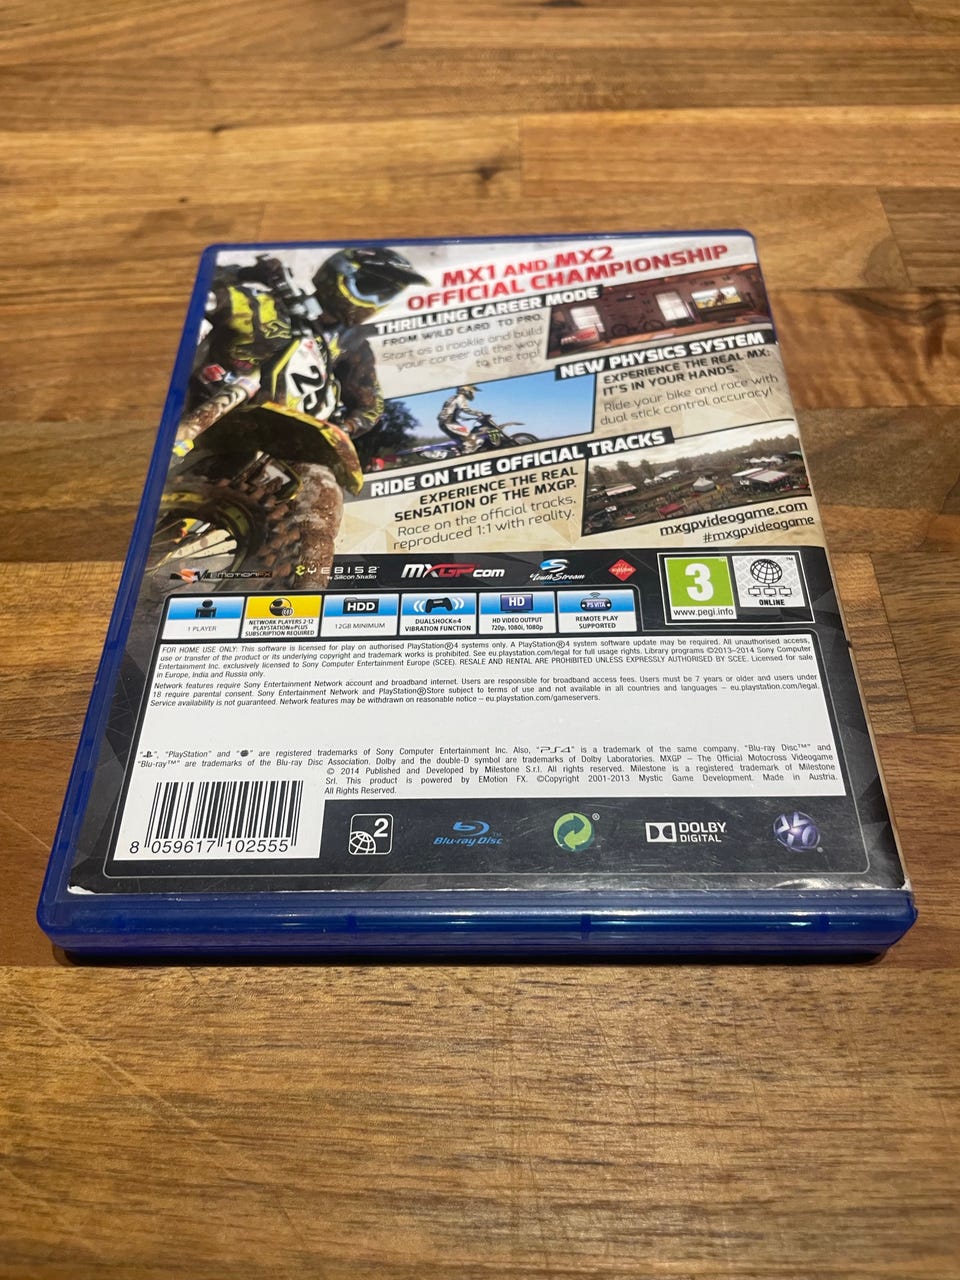 MX1 AND MX2
OFFICIAL CHAMPIONSHIP
THRILLING CAREER MODE
FROM WILD CARD TO PRO.
Start as a rookie and build
your career all the way
to the top!
NEW PHYSICS SYSTEM
EXPERIENCE THE REAL MX:
IT'S IN YOUR HANDS.
Ride your bike and race with
dual stick control accuracy!
RIDE ON THE OFFICIAL TRACKS
EXPERIENCE THE REAL
SENSATION OF THE MXGP.
Race on the official tracks,
reproduced 1:1 with reality.
mxgpvideogame.com
#mxgpvideogame
EMOTIONFX
YEBIS 2
by Silicon Studio
MXGP.com
YouthStream
3
www.pegi.info
ONLINE
1 PLAYER
NETWORK PLAYERS 2-12
PLAYSTATION®PLUS
SUBSCRIPTION REQUIRED
HDD
12GB MINIMUM
DUALSHOCK®4
VIBRATION FUNCTION
HD
HD VIDEO OUTPUT
720p, 1080i, 1080p
PS VITA
REMOTE PLAY
SUPPORTED
FOR HOME USE ONLY: This software is licensed for play on authorised PlayStation®4 systems only. A PlayStation®4 system software update may be required. All unauthorised access,
use or transfer of the product or its underlying copyright and trademark works is prohibited. See eu.playstation.com/legal for full usage rights. Library programs ©2013–2014 Sony Computer
Entertainment Inc. exclusively licensed to Sony Computer Entertainment Europe (SCEE). RESALE AND RENTAL ARE PROHIBITED UNLESS EXPRESSLY AUTHORISED BY SCEE. Licensed for sale
in Europe, India and Russia only.
Network features require Sony Entertainment Network account and broadband internet. Users are responsible for broadband access fees. Users must be 7 years or older and users under
18 require parental consent. Sony Entertainment Network and PlayStation®Store subject to terms of use and not available in all countries and languages – eu.playstation.com/legal.
Service availability is not guaranteed. Network features may be withdrawn on reasonable notice – eu.playstation.com/gameservers.
"", "PlayStation" and "" are registered trademarks of Sony Computer Entertainment Inc. Also, "PS4" is a trademark of the same company. "Blu-ray Disc™" and
"Blu-ray™" are trademarks of the Blu-ray Disc Association. Dolby and the double-D symbol are trademarks of Dolby Laboratories. MXGP – The Official Motocross Videogame
© 2014 Published and Developed by Milestone S.r.l. All rights reserved. Milestone is a registered trademark of Milestone
Srl. This product is powered by EMotion FX. ©Copyright 2001-2013 Mystic Game Development. Made in Austria.
All Rights Reserved.
8 059617 102555
2
Blu-ray Disc™
®
DOLBY
DIGITAL